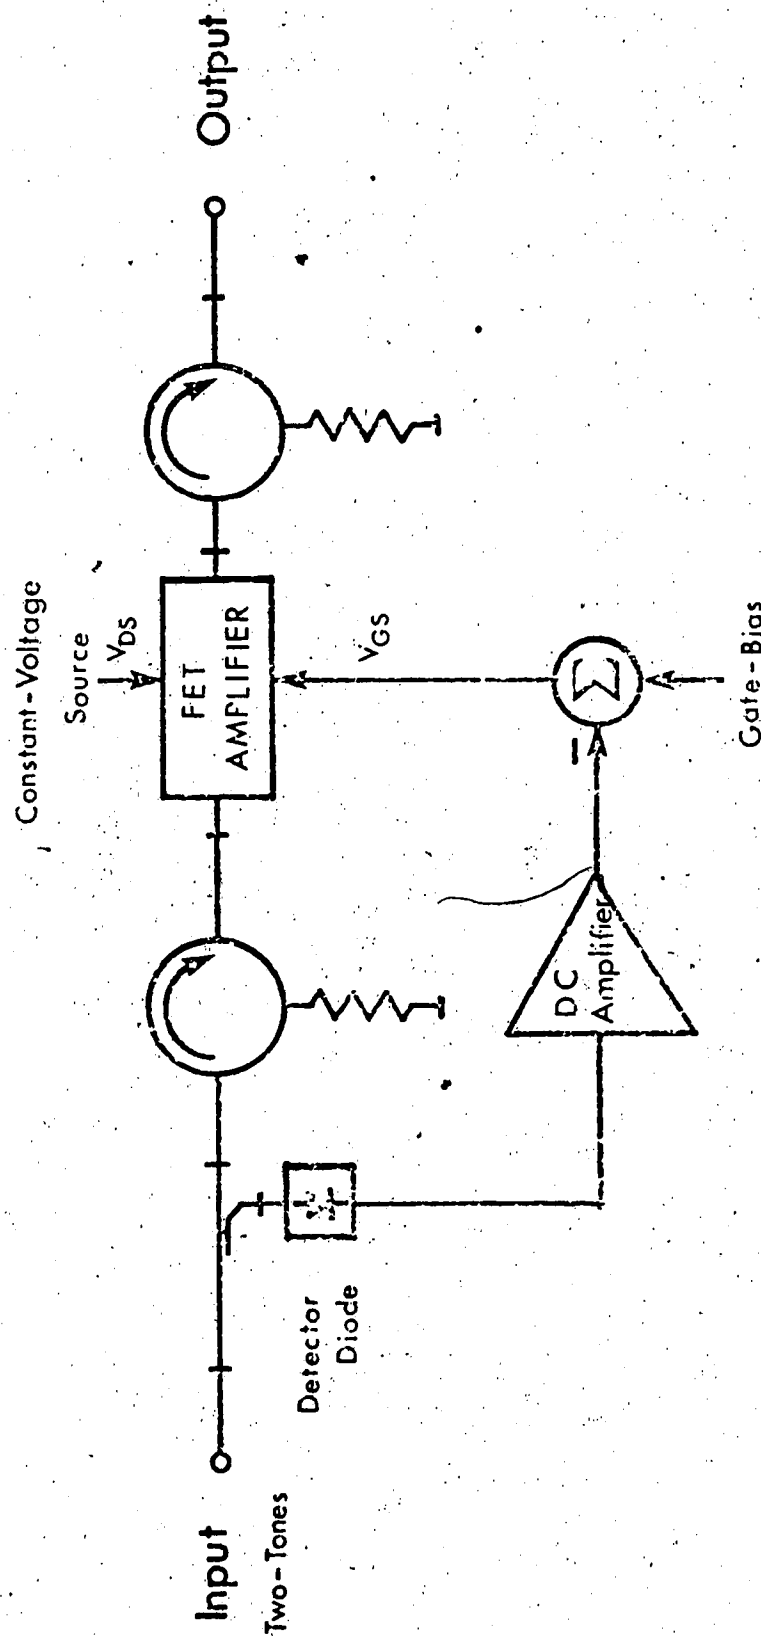 Input
Two-Tones
Detector
Diode
DC
Amplifier
Constant-Voltage
Source
VDS
FET
AMPLIFIER
VGS
Σ
−
Gate-Bias
Output